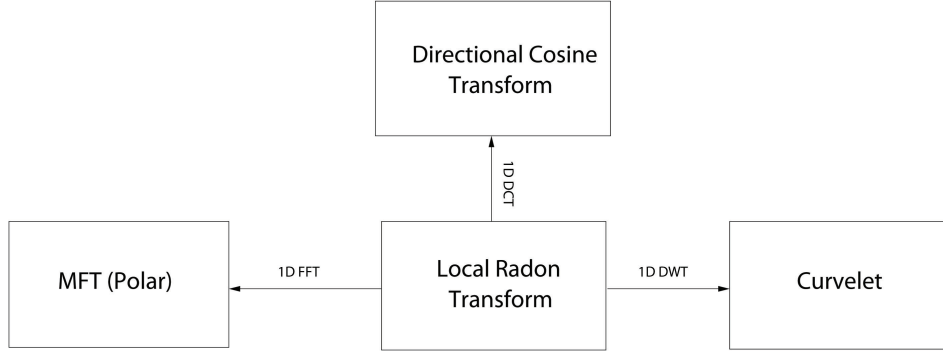 Directional Cosine
Transform
1D DCT
MFT (Polar)
1D FFT
Local Radon
Transform
1D DWT
Curvelet